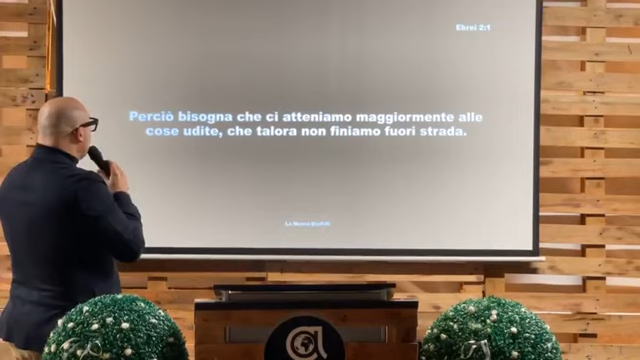 Ebrei 2:1
Perciò bisogna che ci atteniamo maggiormente alle
cose udite, che talora non finiamo fuori strada.
La Nuova Diodati